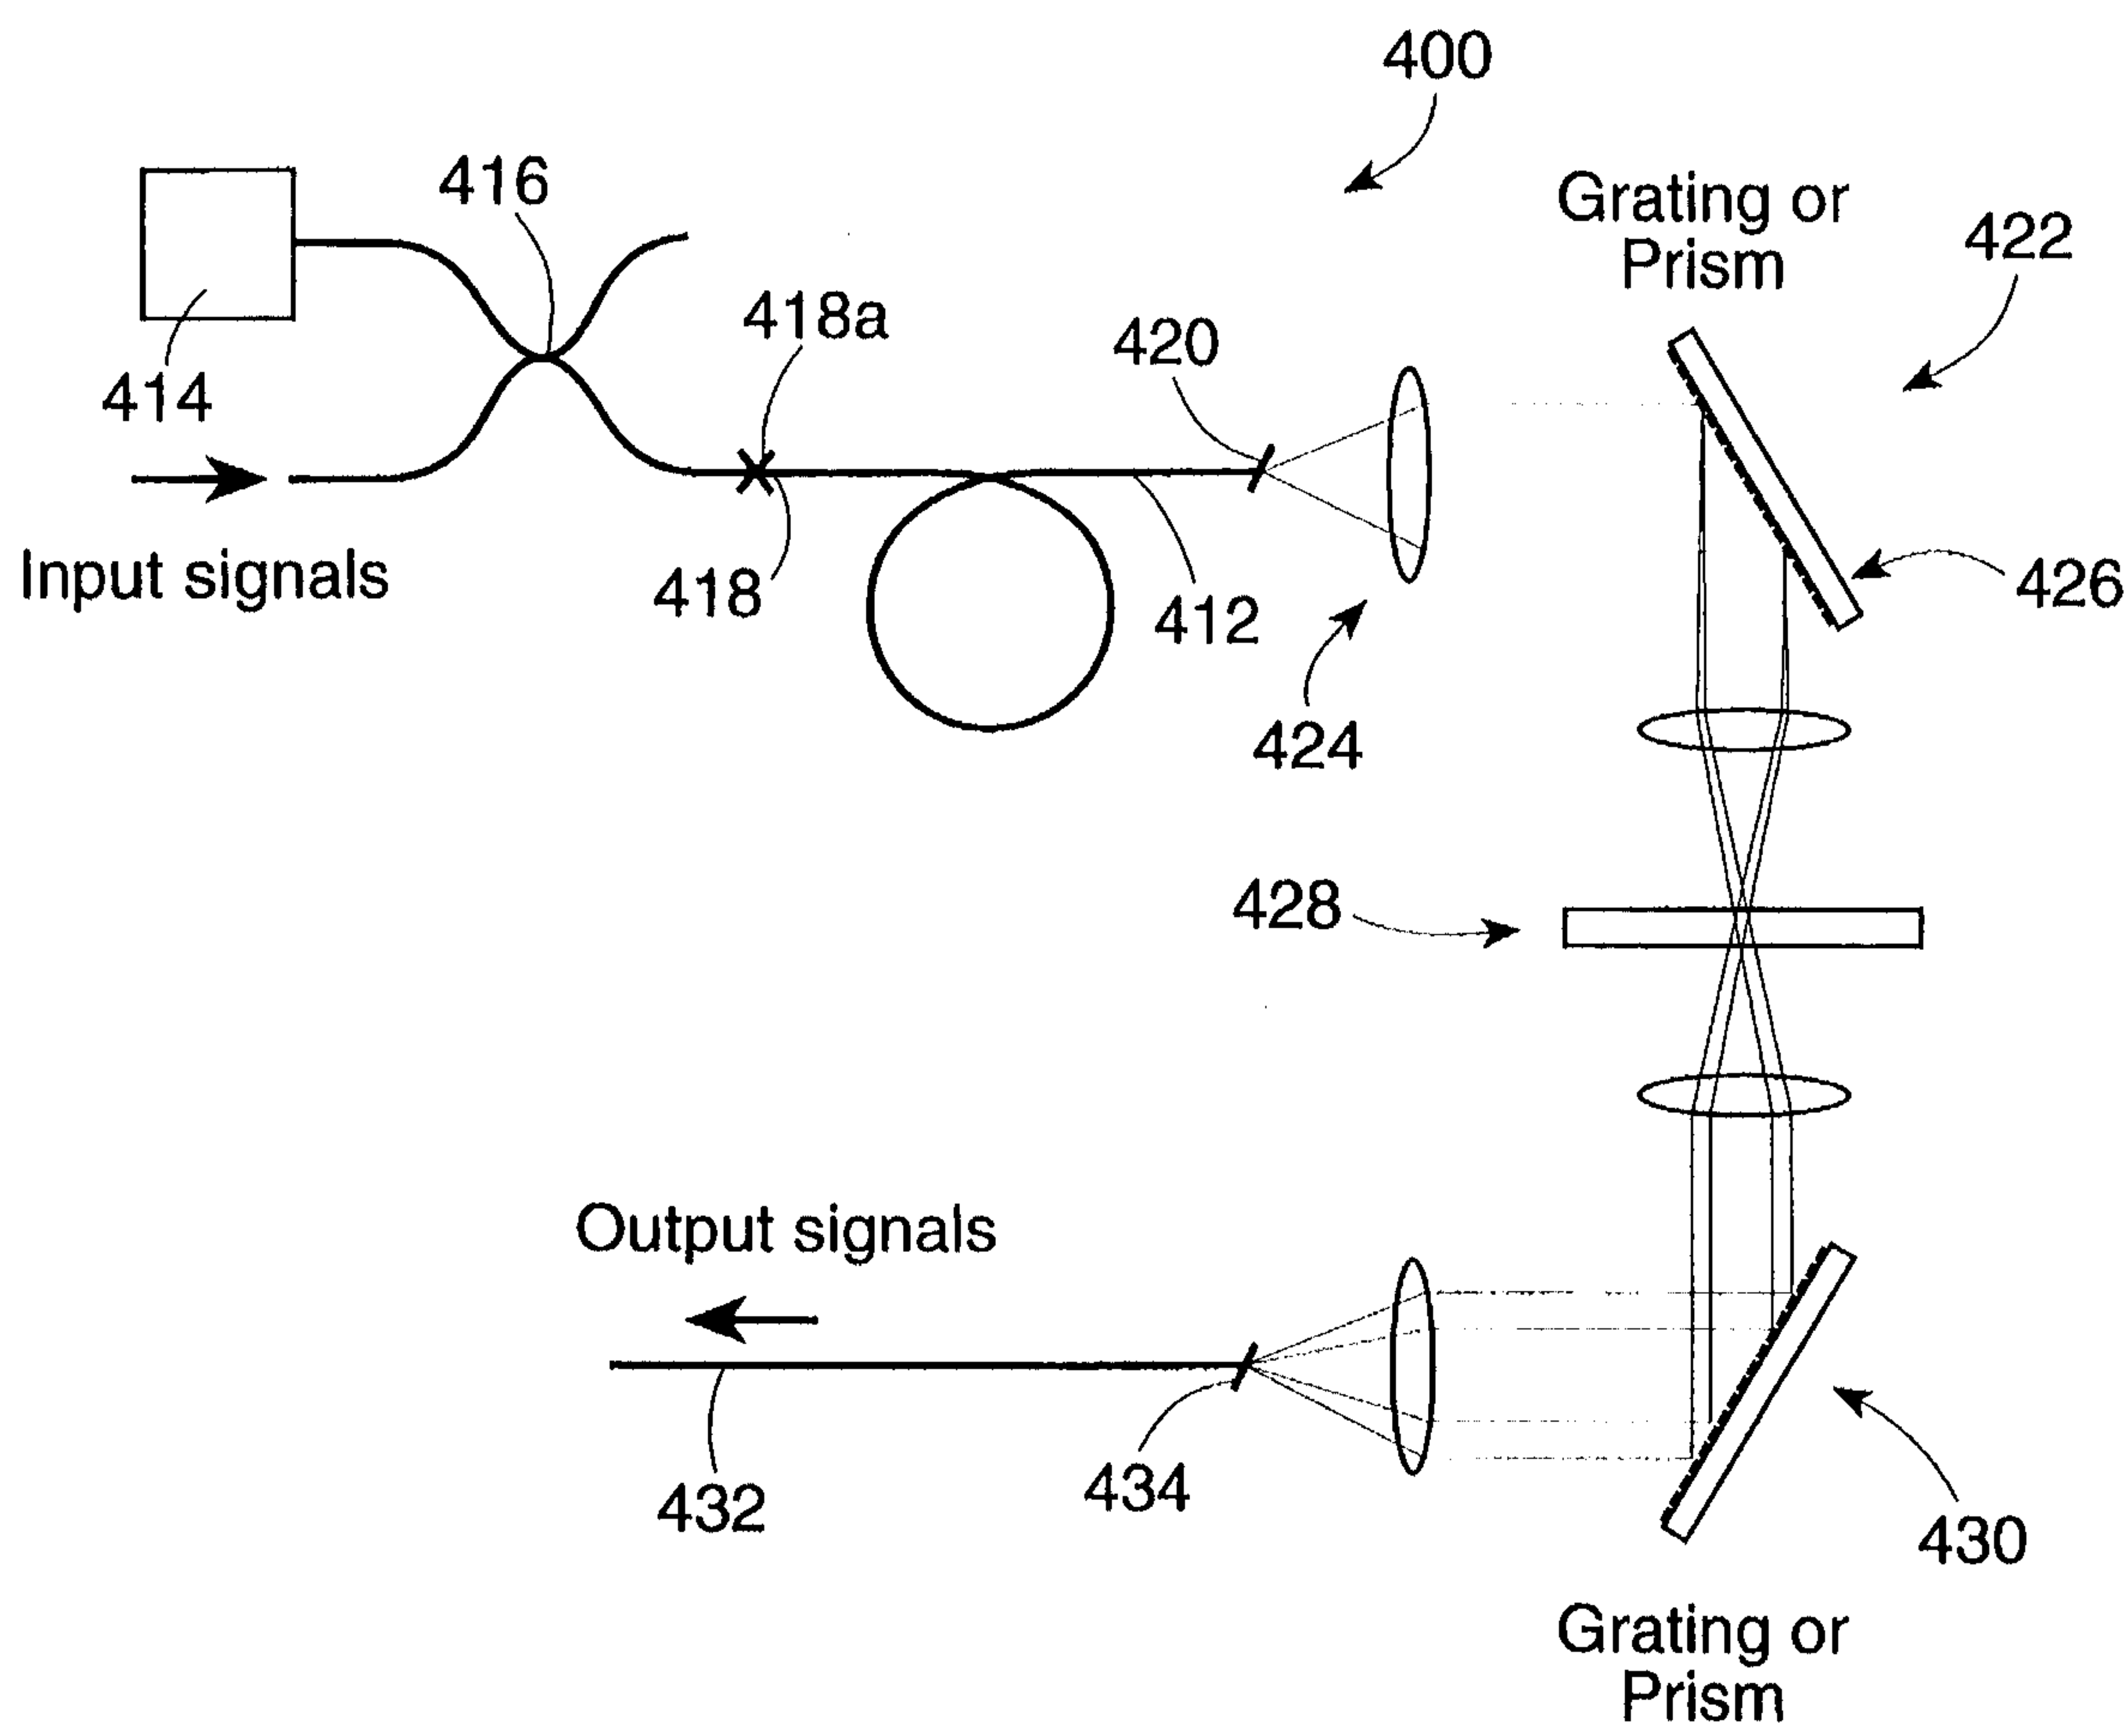 400
416
Grating or
Prism
422
418a
420
414
Input signals
418
412
426
424
428
Output signals
432
434
430
Grating or
Prism